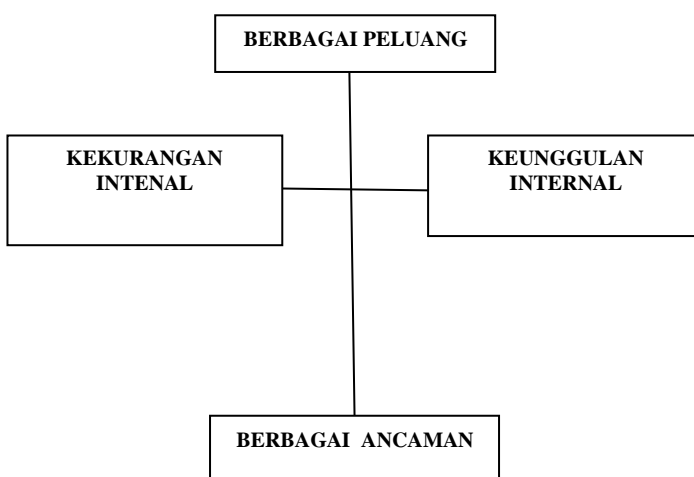 BERBAGAI PELUANG
KEKURANGAN
INTENAL
KEUNGGULAN
INTERNAL
BERBAGAI ANCAMAN